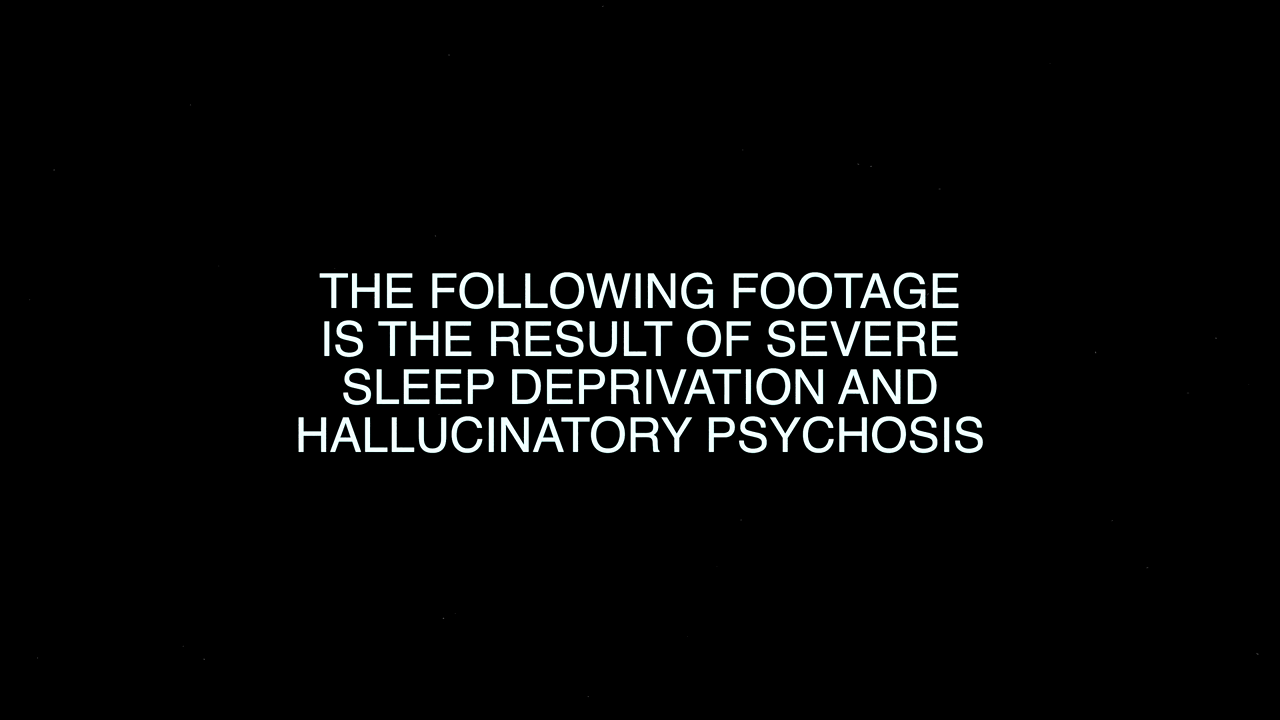 THE FOLLOWING FOOTAGE
IS THE RESULT OF SEVERE
SLEEP DEPRIVATION AND
HALLUCINATORY PSYCHOSIS